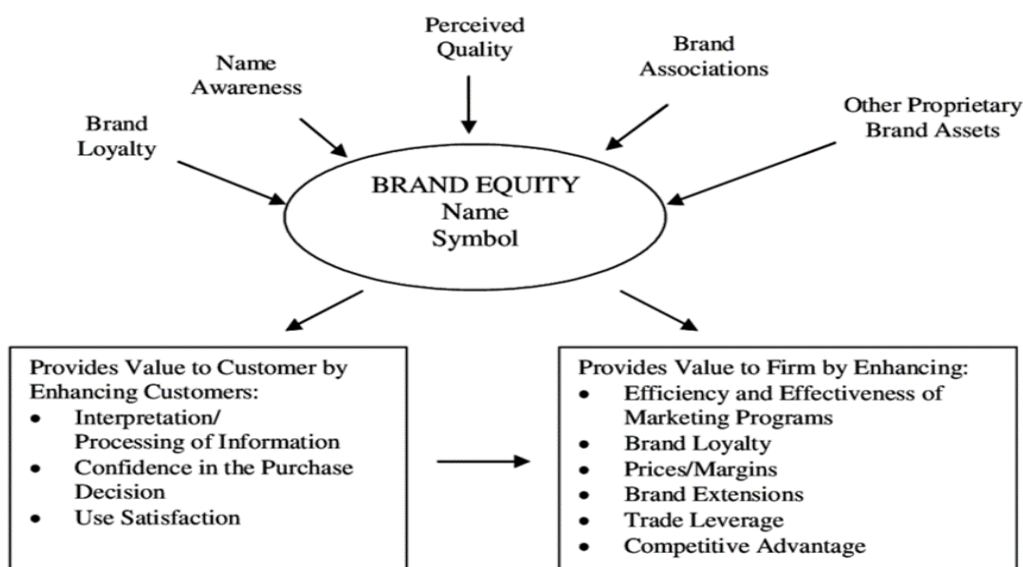 Perceived
Quality
Brand
Associations
Name
Awareness
Other Proprietary
Brand Assets
Brand
Loyalty
BRAND EQUITY
Name
Symbol
Provides Value to Customer by
Enhancing Customers:
• Interpretation/
Processing of Information
• Confidence in the Purchase
Decision
• Use Satisfaction
Provides Value to Firm by Enhancing:
• Efficiency and Effectiveness of
Marketing Programs
• Brand Loyalty
• Prices/Margins
• Brand Extensions
• Trade Leverage
• Competitive Advantage